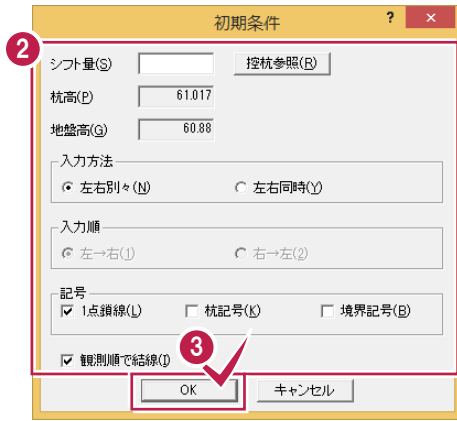 初期条件 ? ×
2
シフト量(S) 控杭参照(R)
杭高(P) 61.017
地盤高(G) 60.88
入力方法
左右別々(N) 左右同時(Y)
入力順
左→右(1) 右→左(2)
記号
1点鎖線(L) 杭記号(K) 境界記号(B)
観測順で結線(I)
3
OK キャンセル